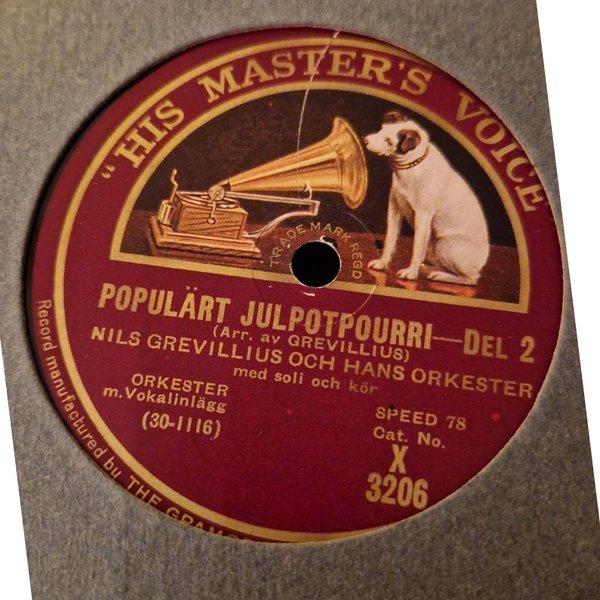 "HIS MASTER'S VOICE
TRADE MARK REGD
POPULÄRT JULPOTPOURRI—DEL 2
(Arr. av GREVILLIUS)
NILS GREVILLIUS OCH HANS ORKESTER
med soli och kör
ORKESTER
m.Vokalinlägg
(30-1116)
SPEED 78
Cat. No.
X
3206
Record manufactured by THE